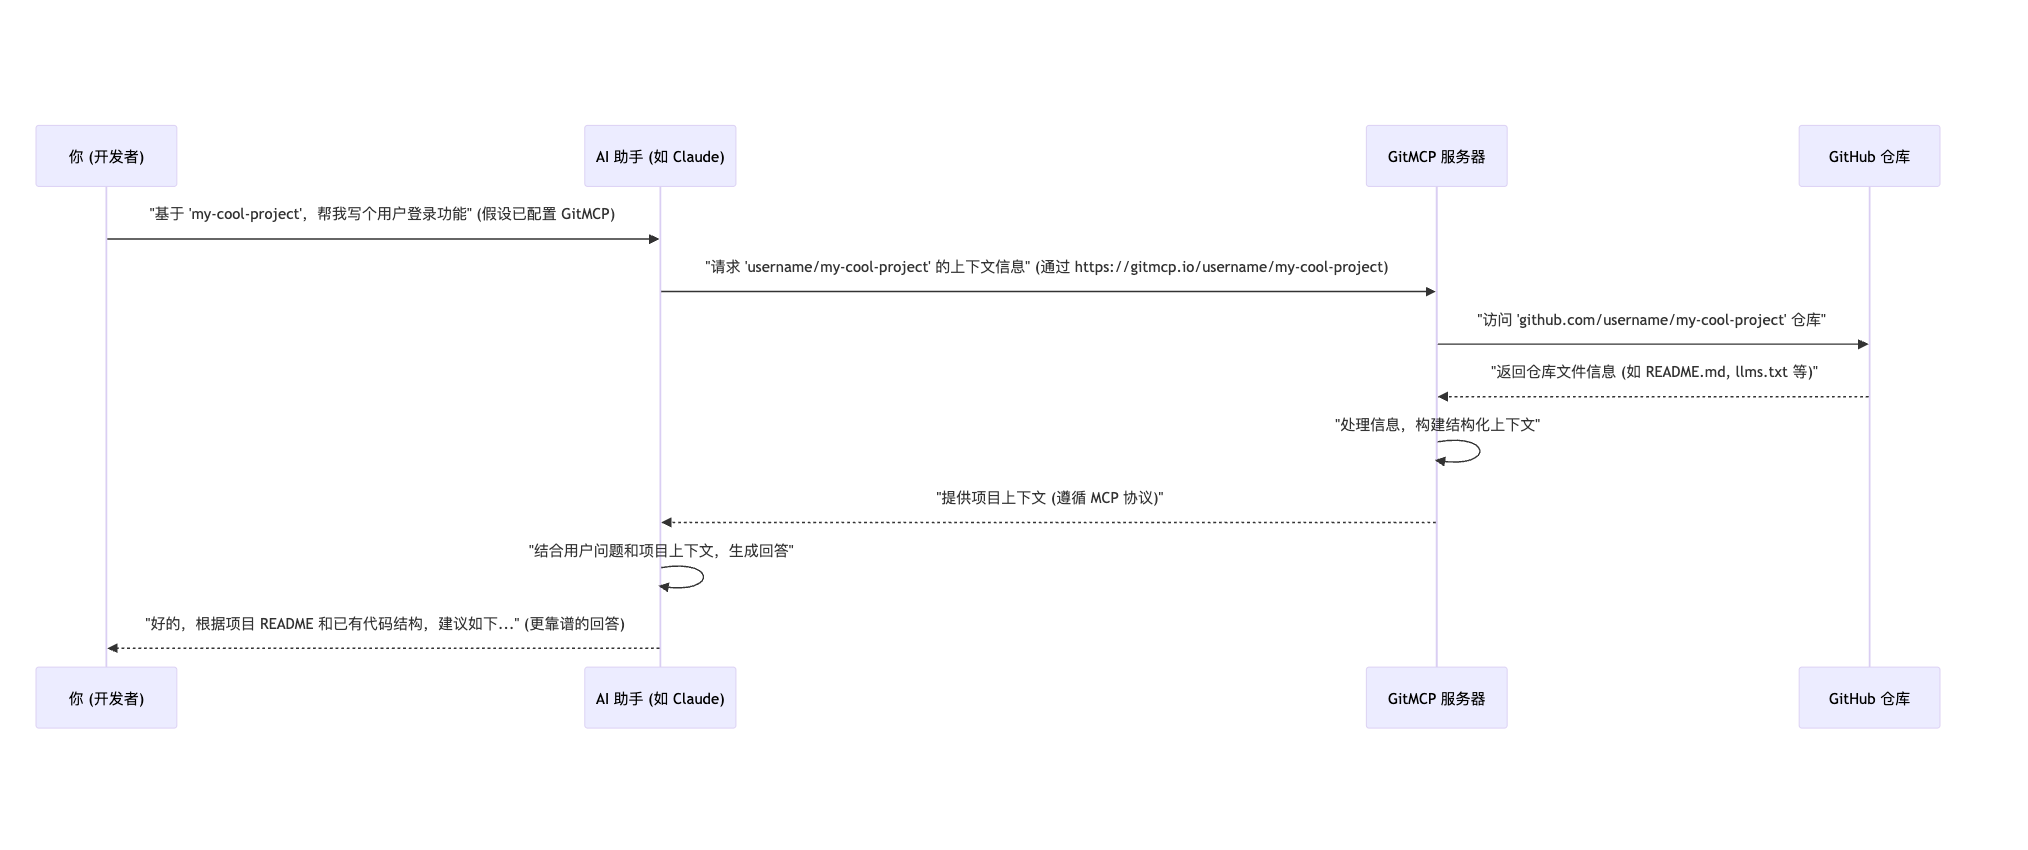 你 (开发者)
AI 助手 (如 Claude)
GitMCP 服务器
GitHub 仓库
"基于 'my-cool-project'，帮我写个用户登录功能" (假设已配置 GitMCP)
"请求 'username/my-cool-project' 的上下文信息" (通过 https://gitmcp.io/username/my-cool-project)
"访问 'github.com/username/my-cool-project' 仓库"
"返回仓库文件信息 (如 README.md, llms.txt 等)"
"处理信息，构建结构化上下文"
"提供项目上下文 (遵循 MCP 协议)"
"结合用户问题和项目上下文，生成回答"
"好的，根据项目 README 和已有代码结构，建议如下..." (更靠谱的回答)
你 (开发者)
AI 助手 (如 Claude)
GitMCP 服务器
GitHub 仓库